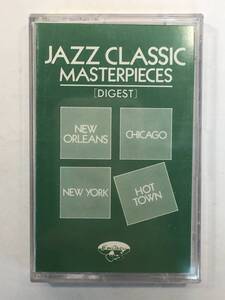 JAZZ CLASSIC
MASTERPIECES
[DIGEST]
NEW
ORLEANS
CHICAGO
NEW YORK
HOT
TOWN